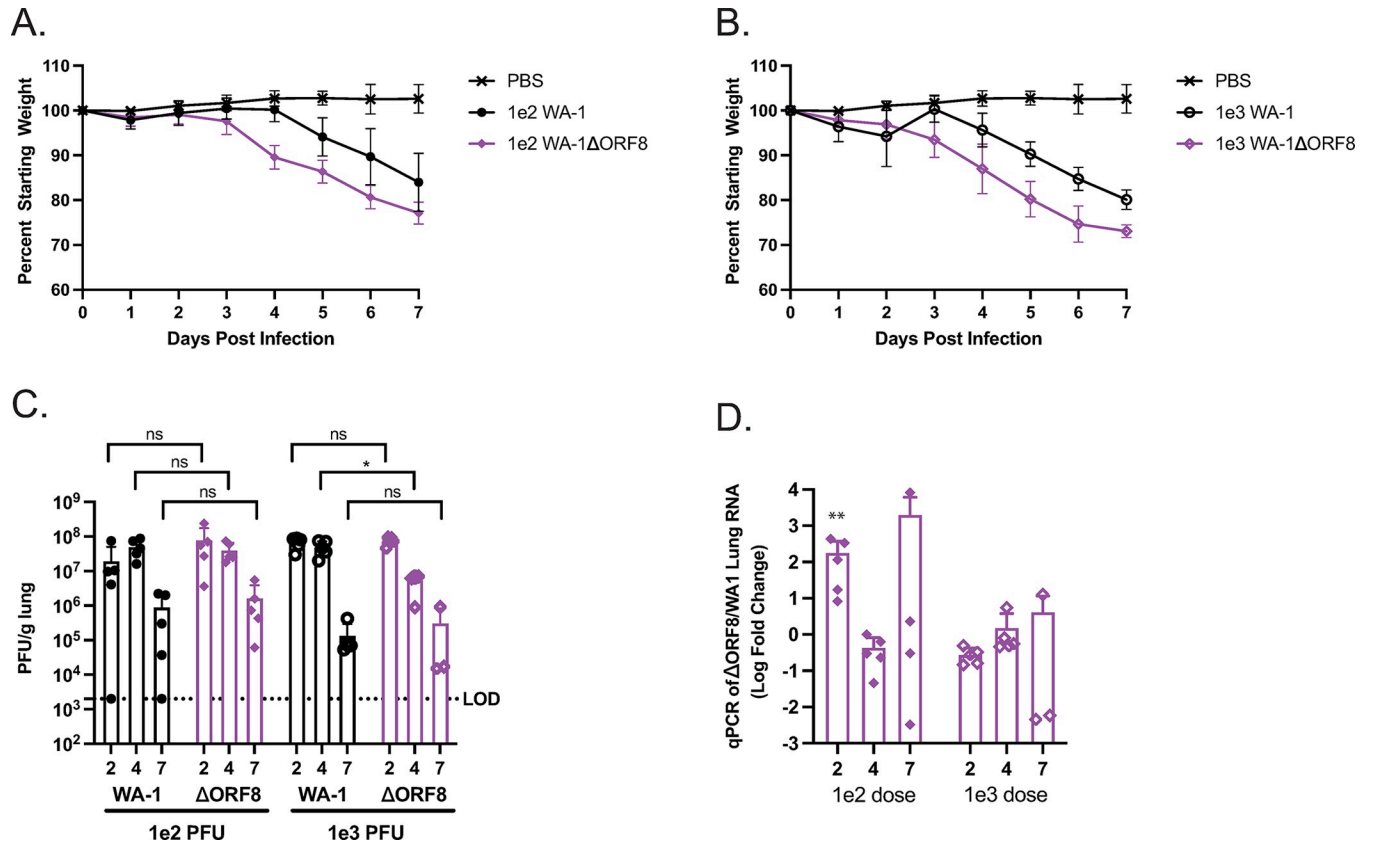 A.
110
100
90
80
70
60
Percent Starting Weight
0 1 2 3 4 5 6 7
Days Post Infection
PBS
1e2 WA-1
1e2 WA-1ΔORF8
B.
110
100
90
80
70
60
Percent Starting Weight
0 1 2 3 4 5 6 7
Days Post Infection
PBS
1e3 WA-1
1e3 WA-1ΔORF8
C.
ns
ns
ns
ns
*
ns
10⁹
10⁸
10⁷
10⁶
10⁵
10⁴
10³
10²
PFU/g lung
LOD
2 4 7 2 4 7 2 4 7 2 4 7
WA-1 ΔORF8 WA-1 ΔORF8
1e2 PFU 1e3 PFU
D.
4
3
2
1
0
-1
-2
-3
qPCR of ΔORF8/WA1 Lung RNA
(Log Fold Change)
**
2 4 7 2 4 7
1e2 dose 1e3 dose